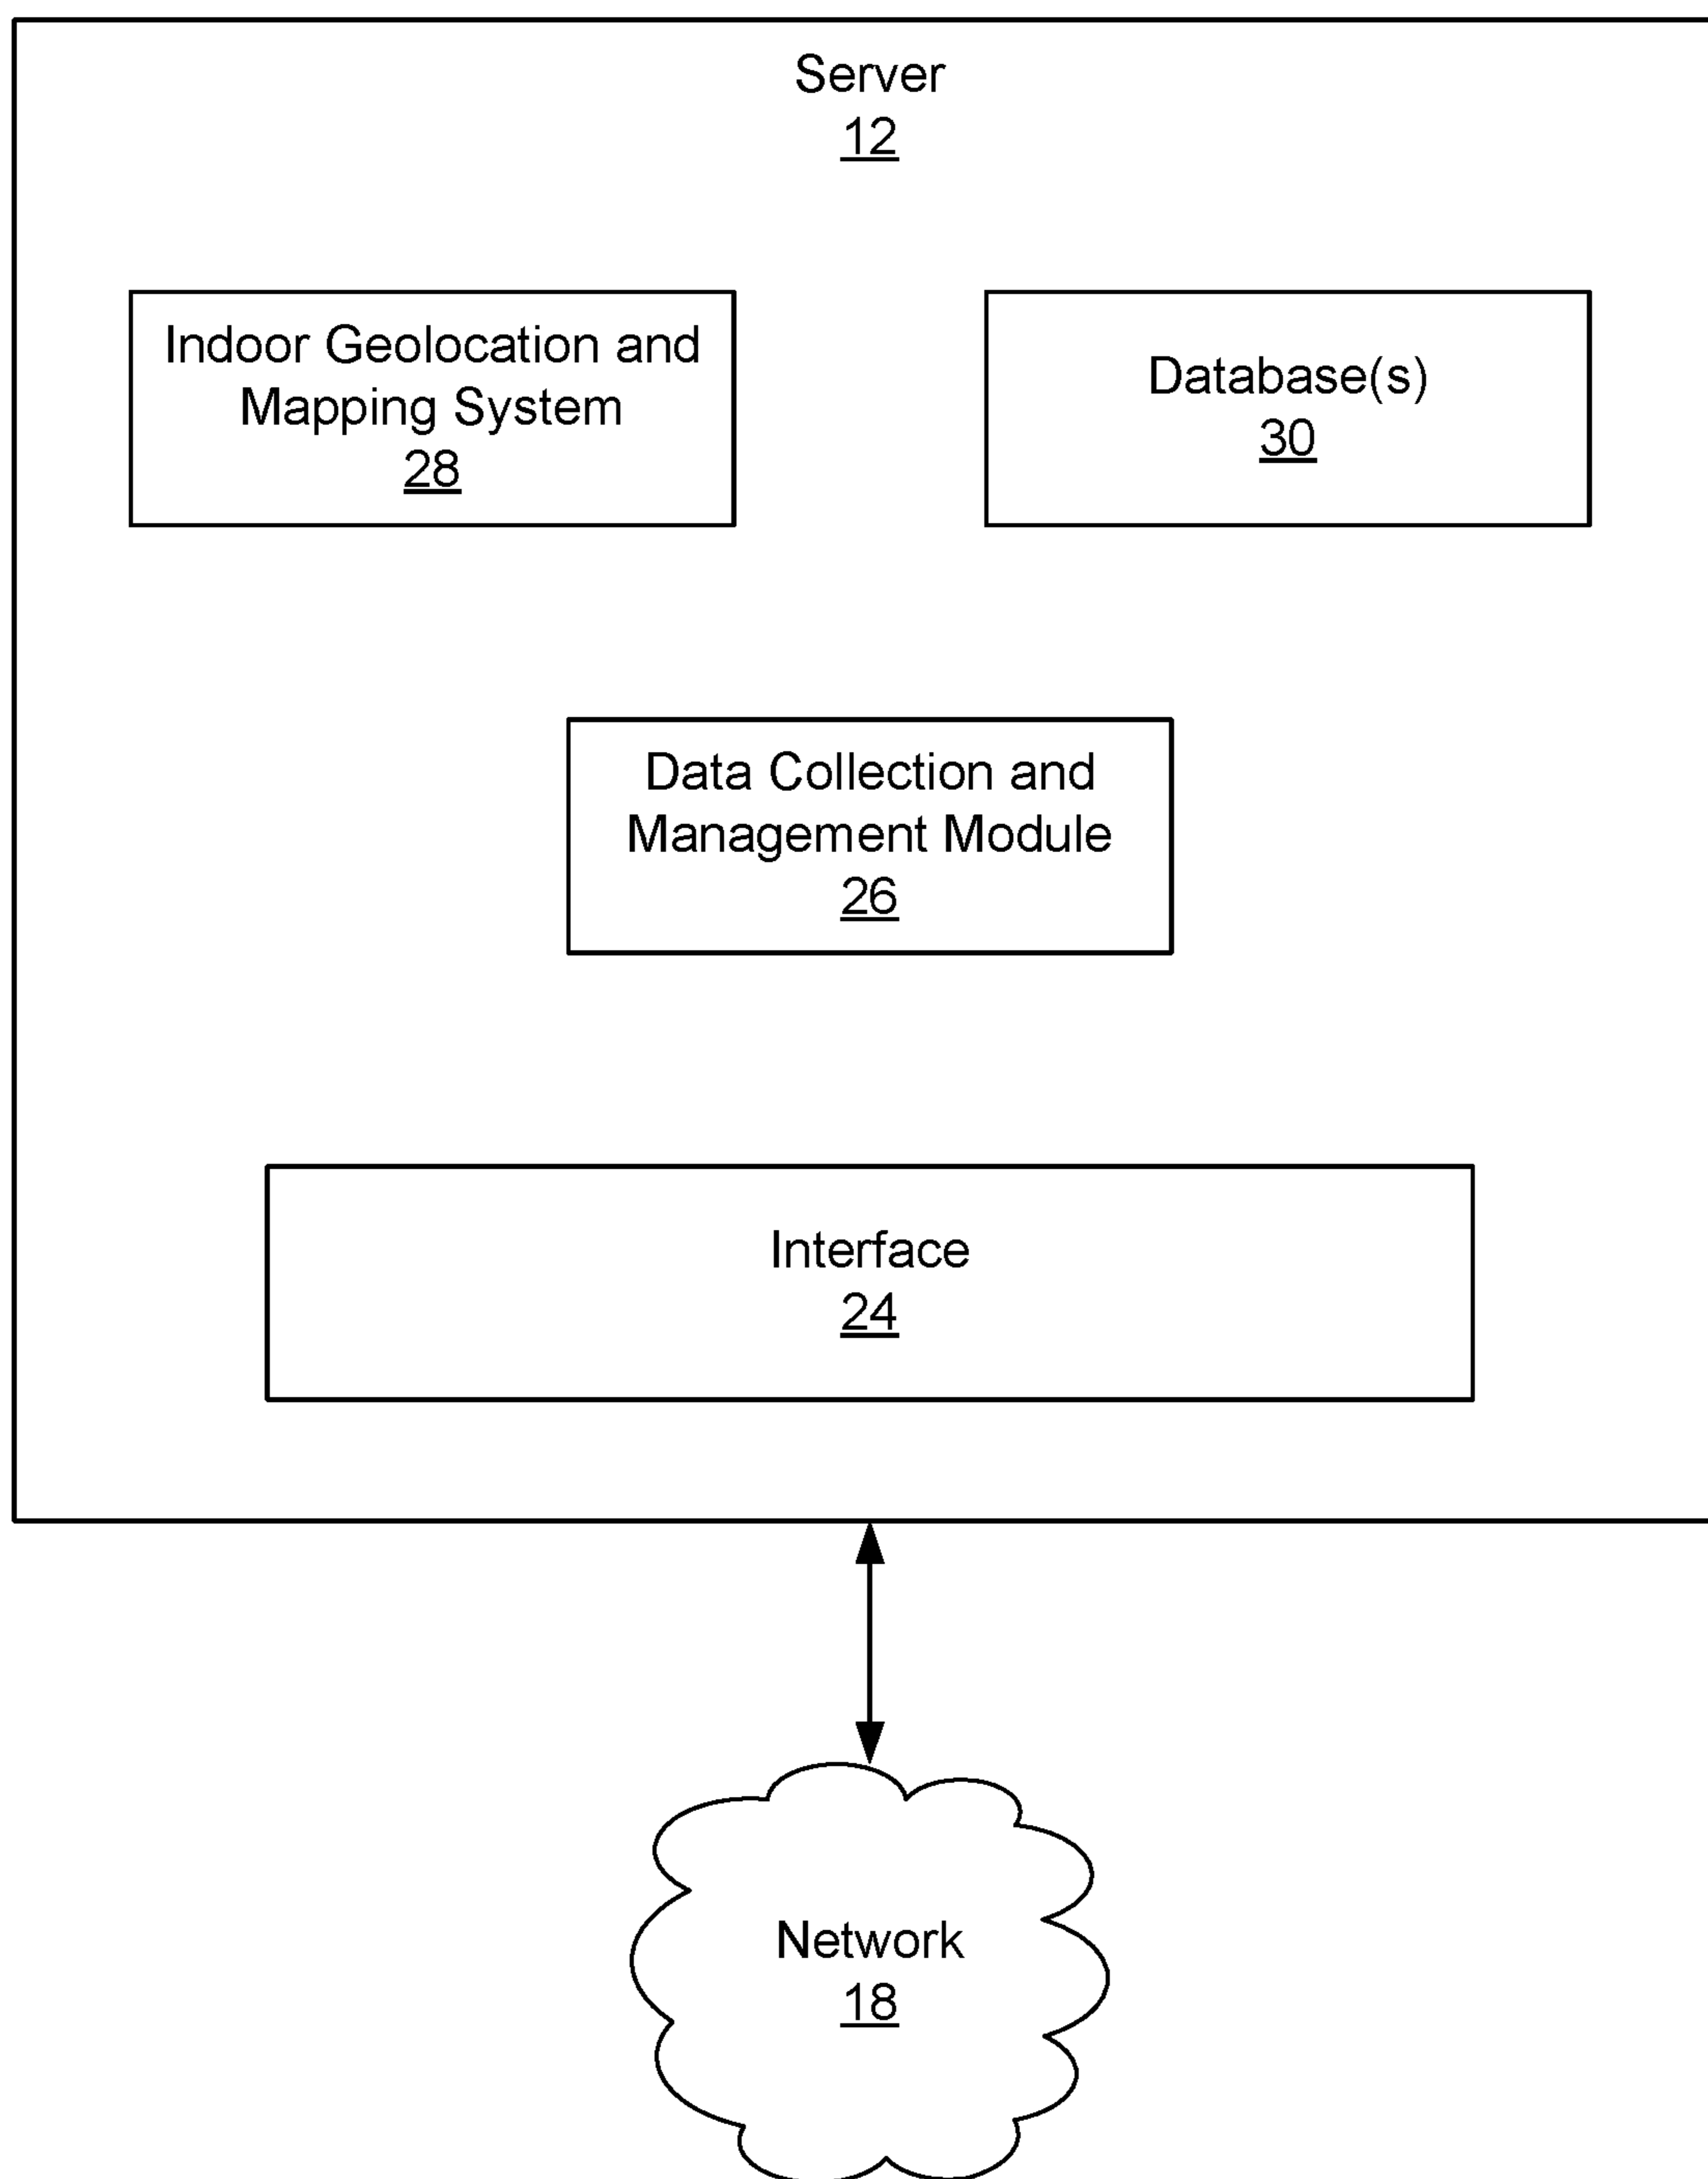 Server
12
Indoor Geolocation and
Mapping System
28
Database(s)
30
Data Collection and
Management Module
26
Interface
24
Network
18